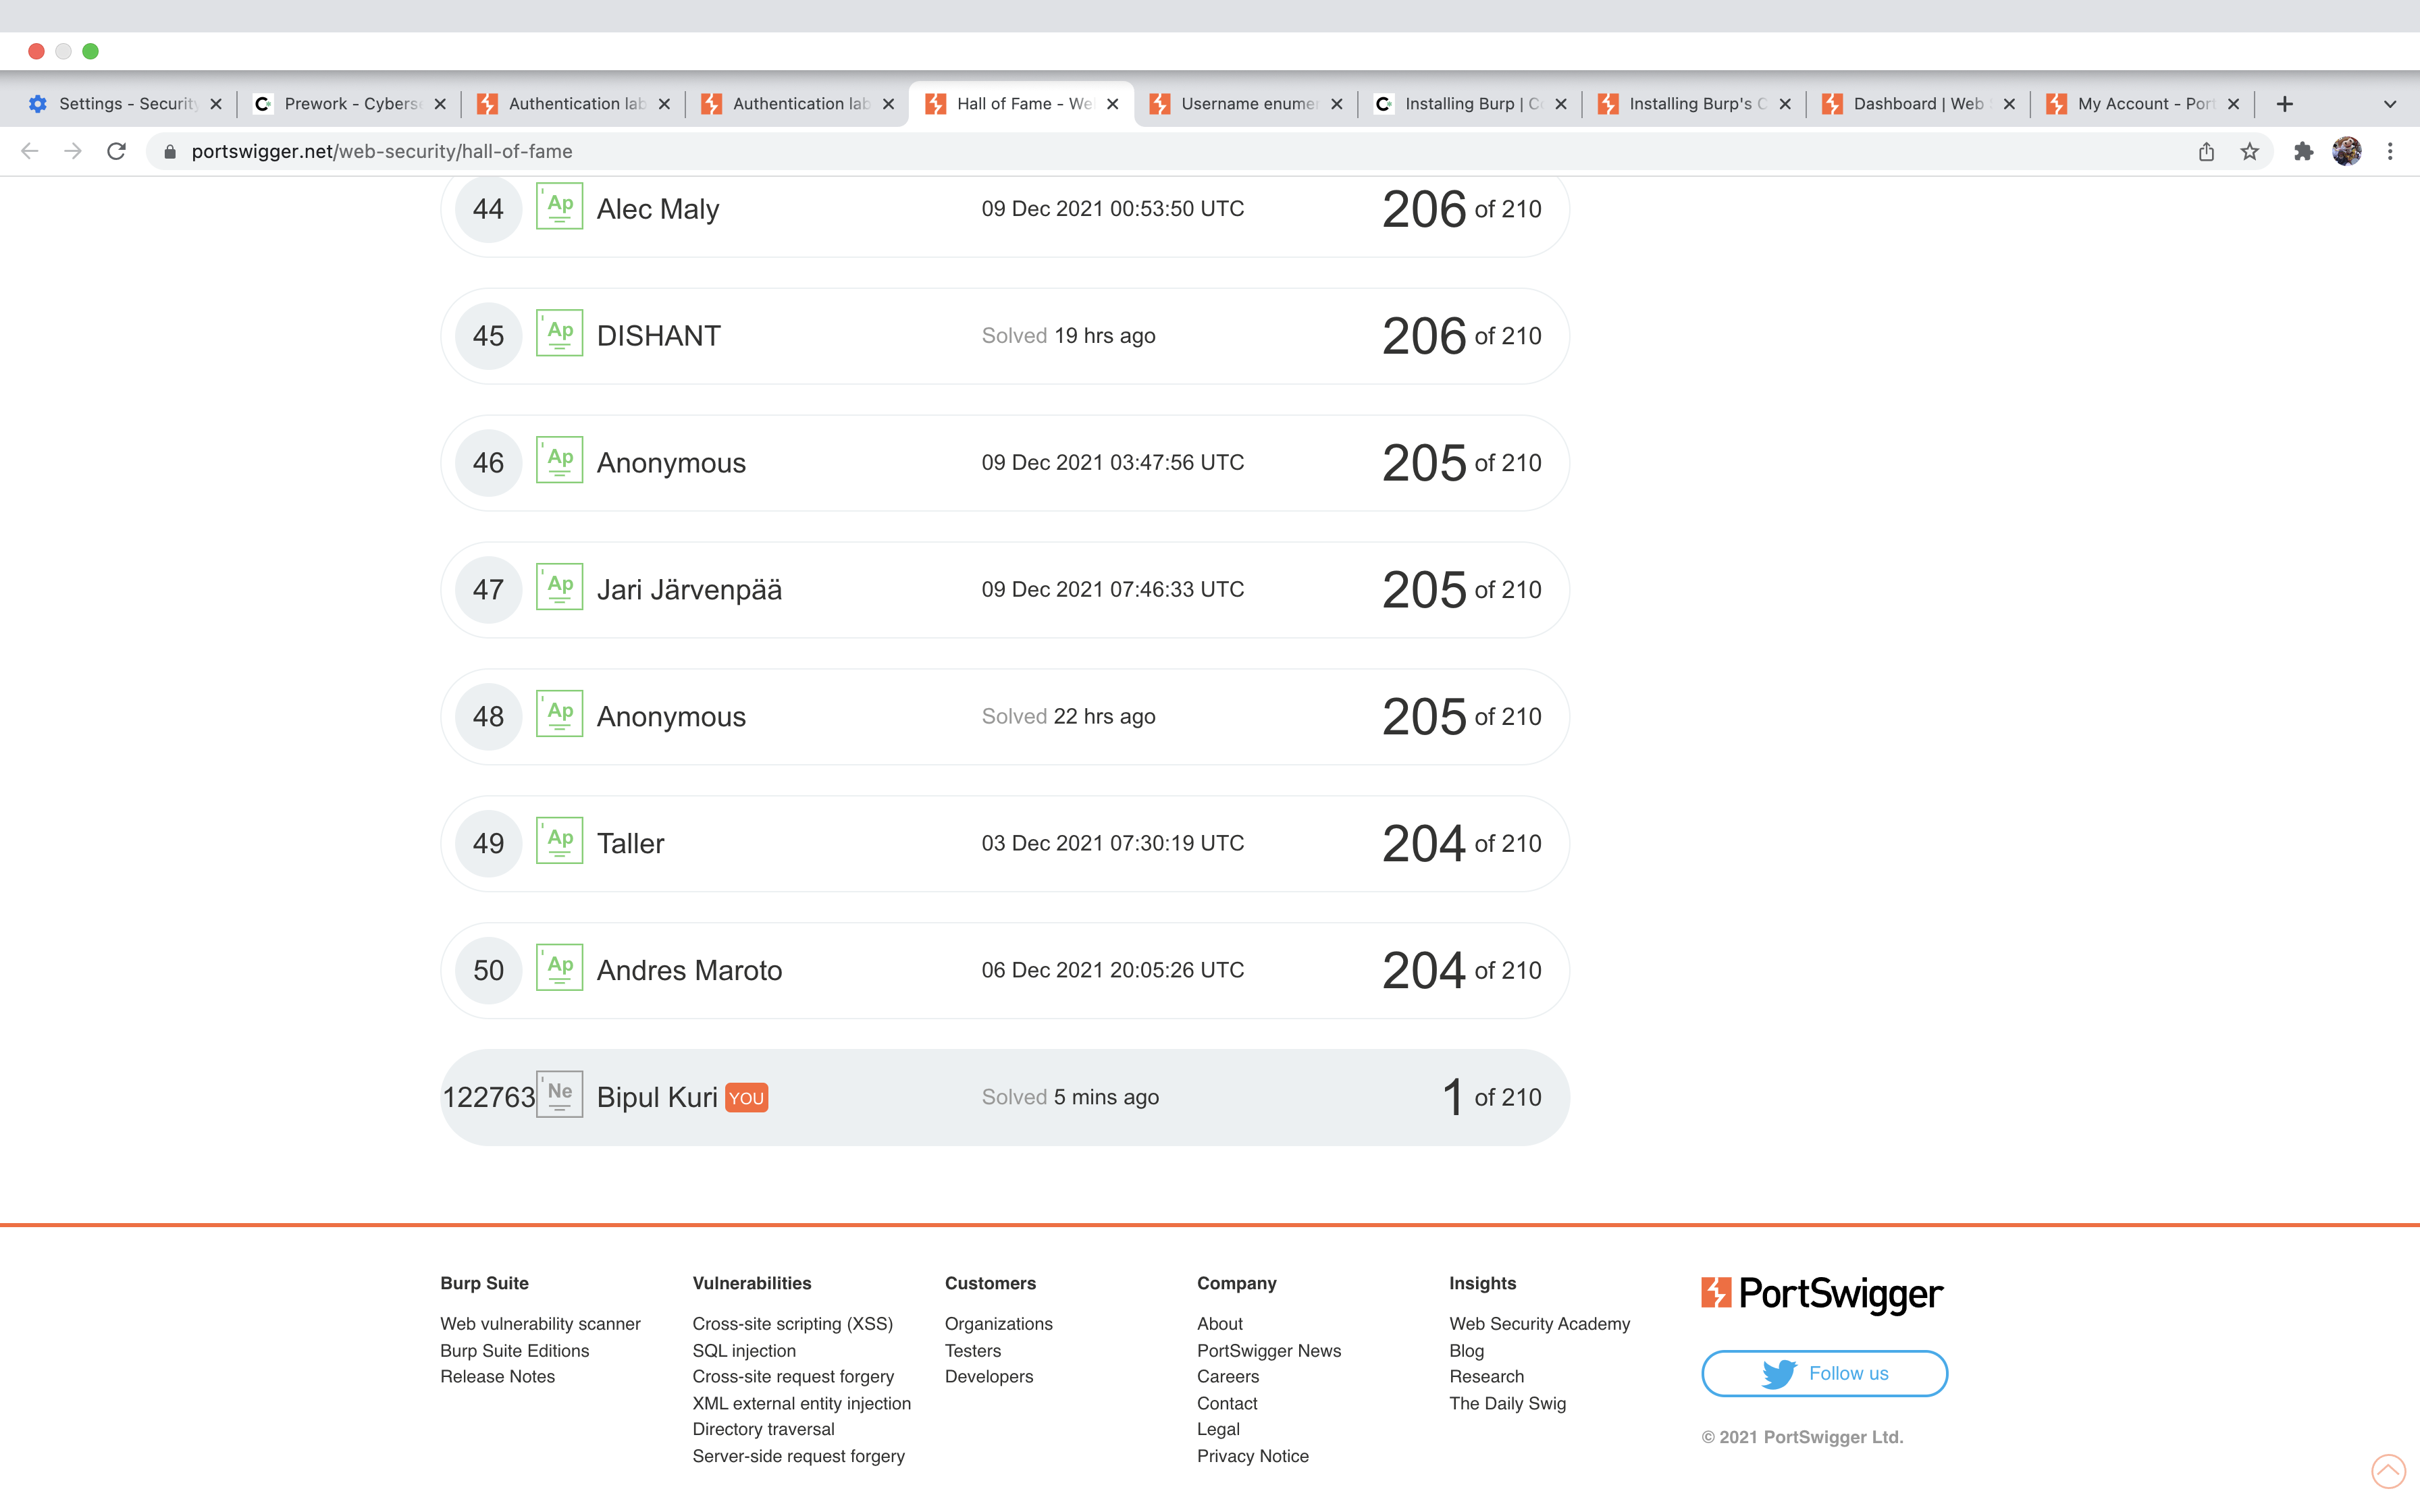 Settings - Security
Prework - Cyberse
Authentication lab
Authentication lab
Hall of Fame - We
Username enumer
Installing Burp | Co
Installing Burp's C
Dashboard | Web
My Account - Port
portswigger.net/web-security/hall-of-fame
44 Ap Alec Maly 09 Dec 2021 00:53:50 UTC 206 of 210
45 Ap DISHANT Solved 19 hrs ago 206 of 210
46 Ap Anonymous 09 Dec 2021 03:47:56 UTC 205 of 210
47 Ap Jari Järvenpää 09 Dec 2021 07:46:33 UTC 205 of 210
48 Ap Anonymous Solved 22 hrs ago 205 of 210
49 Ap Taller 03 Dec 2021 07:30:19 UTC 204 of 210
50 Ap Andres Maroto 06 Dec 2021 20:05:26 UTC 204 of 210
122763 Ne Bipul Kuri YOU Solved 5 mins ago 1 of 210
Burp Suite
Web vulnerability scanner
Burp Suite Editions
Release Notes
Vulnerabilities
Cross-site scripting (XSS)
SQL injection
Cross-site request forgery
XML external entity injection
Directory traversal
Server-side request forgery
Customers
Organizations
Testers
Developers
Company
About
PortSwigger News
Careers
Contact
Legal
Privacy Notice
Insights
Web Security Academy
Blog
Research
The Daily Swig
PortSwigger
Follow us
© 2021 PortSwigger Ltd.